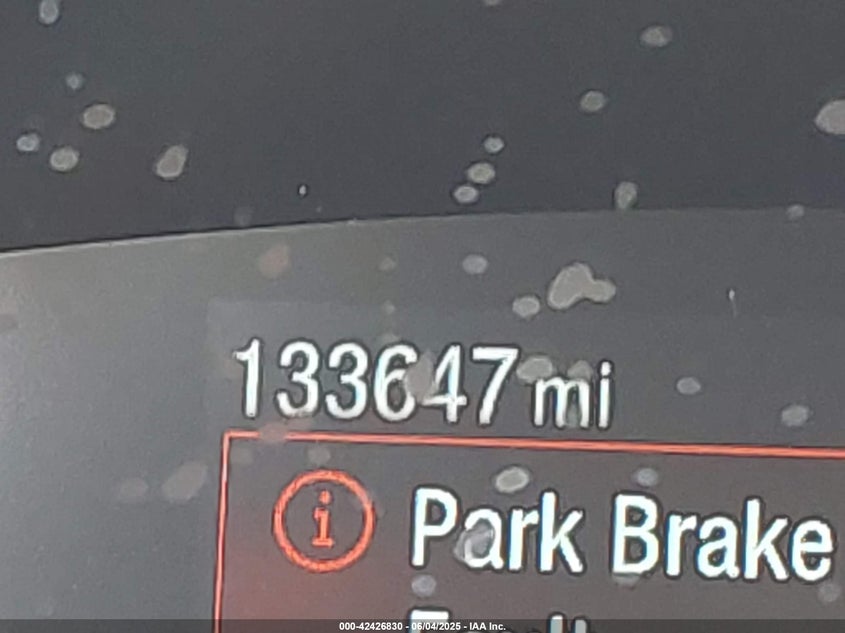 133647 mi
i Park Brake
000-42426830 - 06/04/2025 - IAA Inc.